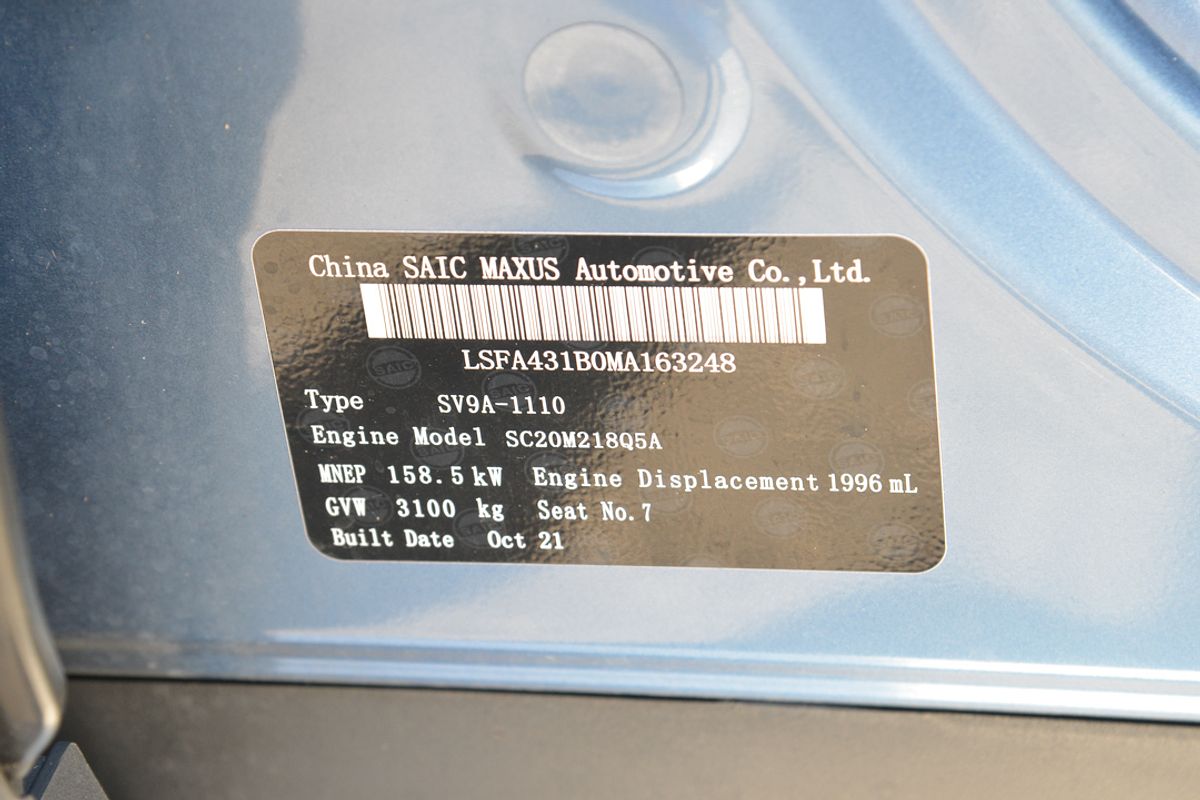 China SAIC MAXUS Automotive Co.,Ltd.
LSFA431B0MA163248
Type SV9A-1110
Engine Model SC20M218Q5A
MNEP 158.5 kW Engine Displacement 1996 mL
GVW 3100 kg Seat No. 7
Built Date Oct 21